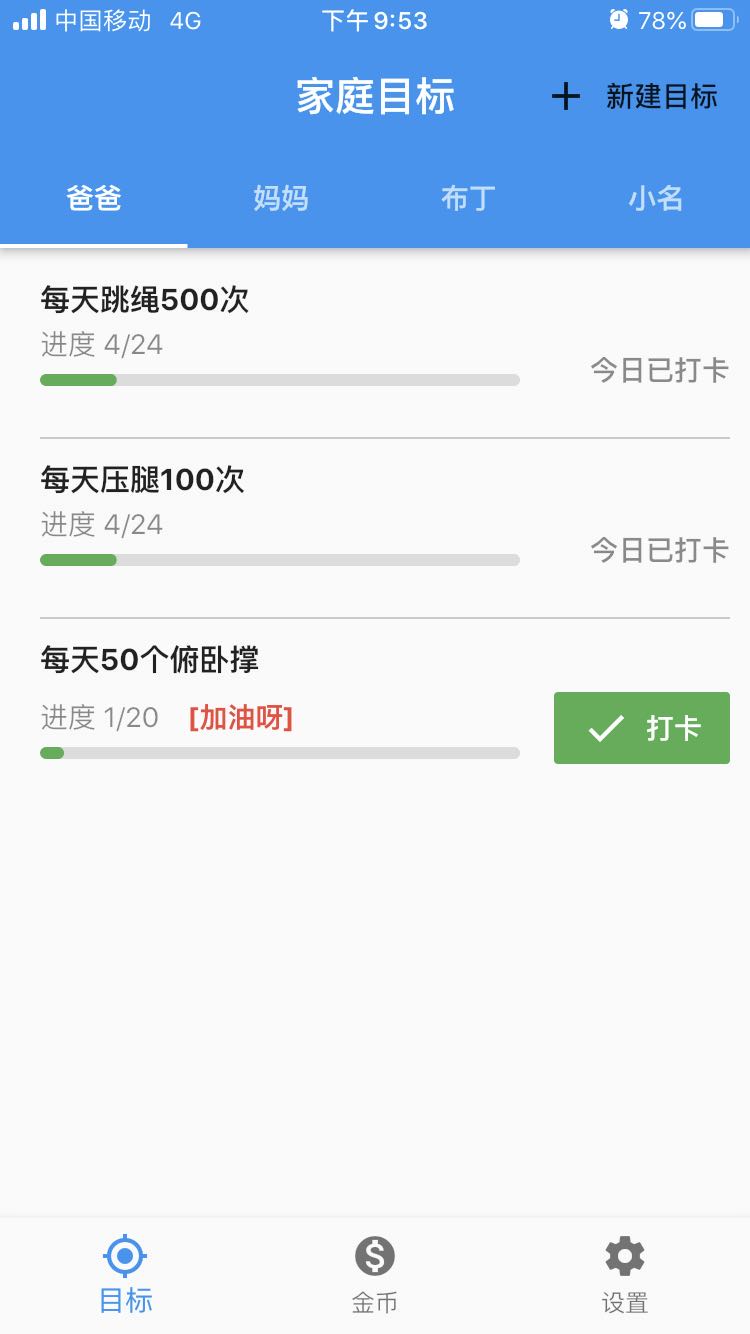 中国移动 4G 下午9:53 78%
家庭目标 新建目标
爸爸 妈妈 布丁 小名
每天跳绳500次
进度 4/24
今日已打卡
每天压腿100次
进度 4/24
今日已打卡
每天50个俯卧撑
进度 1/20 [加油呀]
打卡
目标 金币 设置